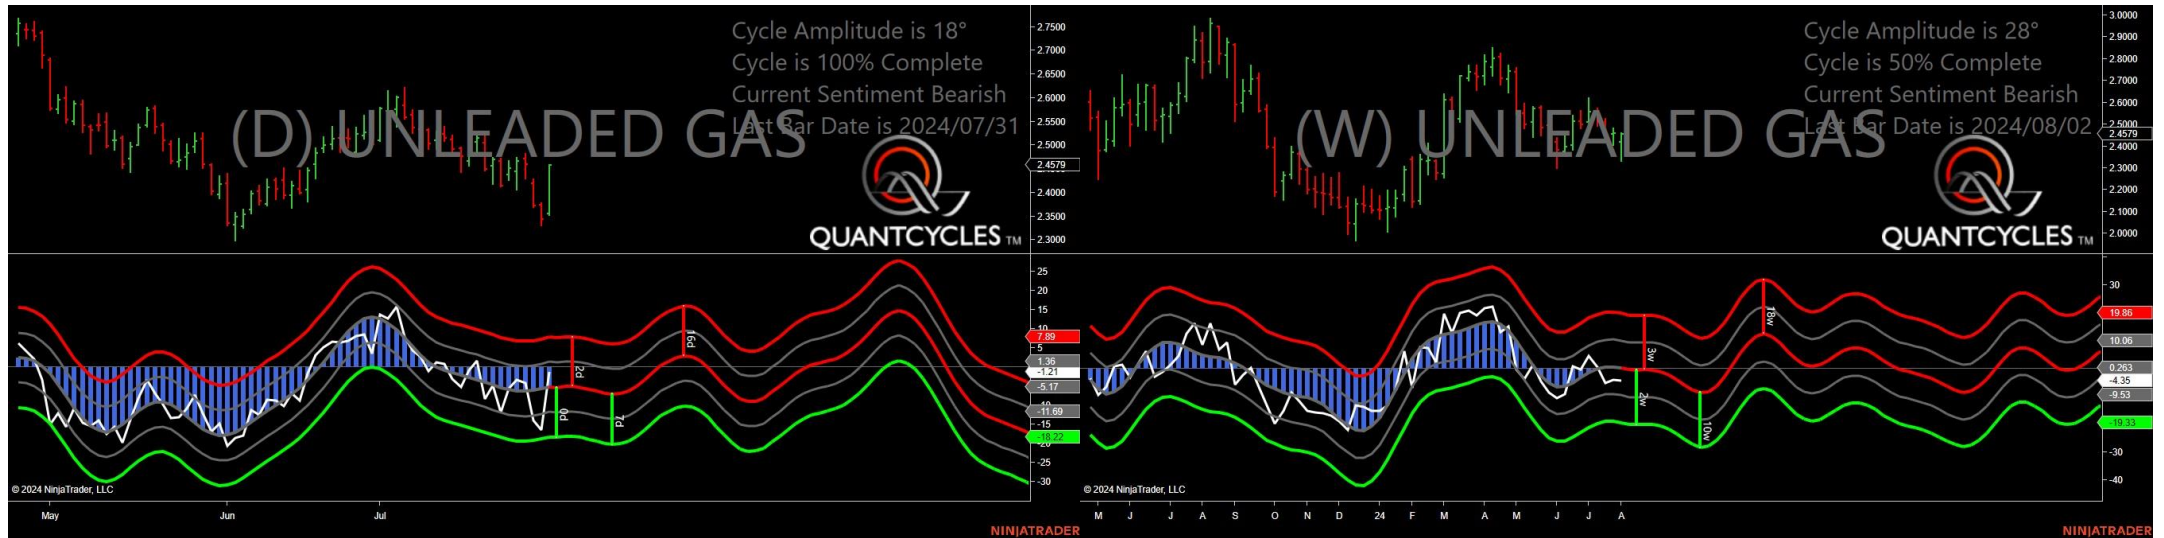 Cycle Amplitude is 18°
Cycle is 100% Complete
Current Sentiment Bearish
Last Bar Date is 2024/07/31
(D) UNLEADED GAS
QUANTCYCLES TM
2.7500
2.7000
2.6500
2.6000
2.5500
2.5000
2.4579
2.4000
2.3500
2.3000
25
20
15
10
7.89
5
1.36
-1.21
-5.17
-11.69
-15
-18.22
-25
-30
2d
0d
7d
16d
© 2024 NinjaTrader, LLC
May
Jun
Jul
NINJATRADER
Cycle Amplitude is 28°
Cycle is 50% Complete
Current Sentiment Bearish
Last Bar Date is 2024/08/02
(W) UNLEADED GAS
QUANTCYCLES TM
3.0000
2.9000
2.8000
2.7000
2.6000
2.5000
2.4579
2.4000
2.3000
2.2000
2.1000
2.0000
30
19.86
10.06
0.263
-4.35
-9.53
-19.33
-30
-40
3w
2w
10w
18w
© 2024 NinjaTrader, LLC
M J J A S O N D 24 F M A M J J A
NINJATRADER